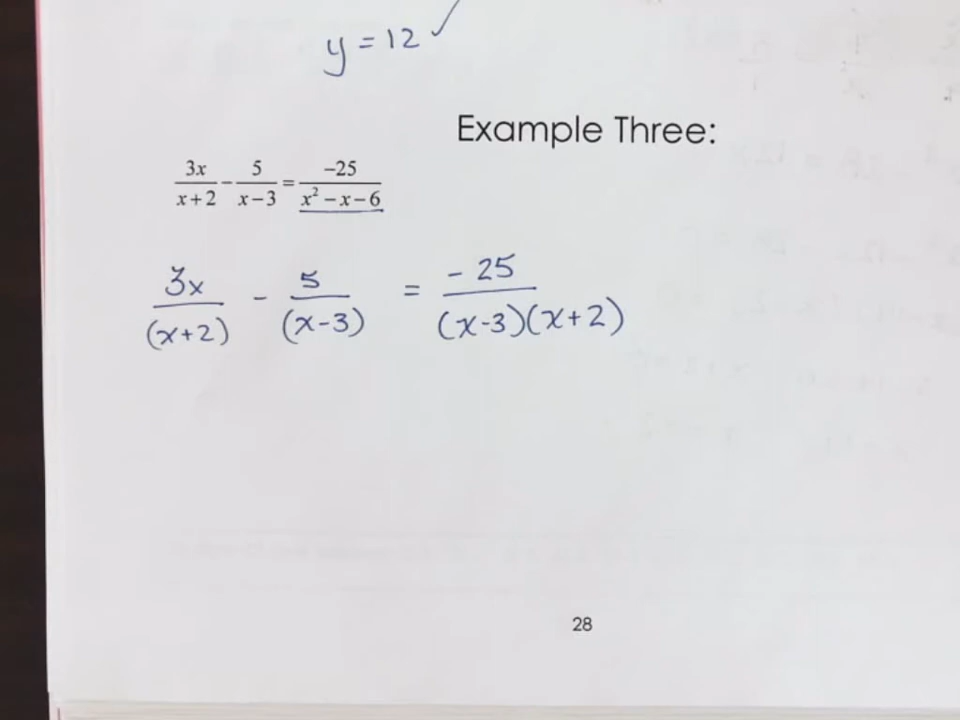 y = 12 ✓
Example Three:
3x/(x+2) − 5/(x−3) = −25/(x² − x − 6)
3x/(x+2) - 5/(x-3) = -25/(x-3)(x+2)
28